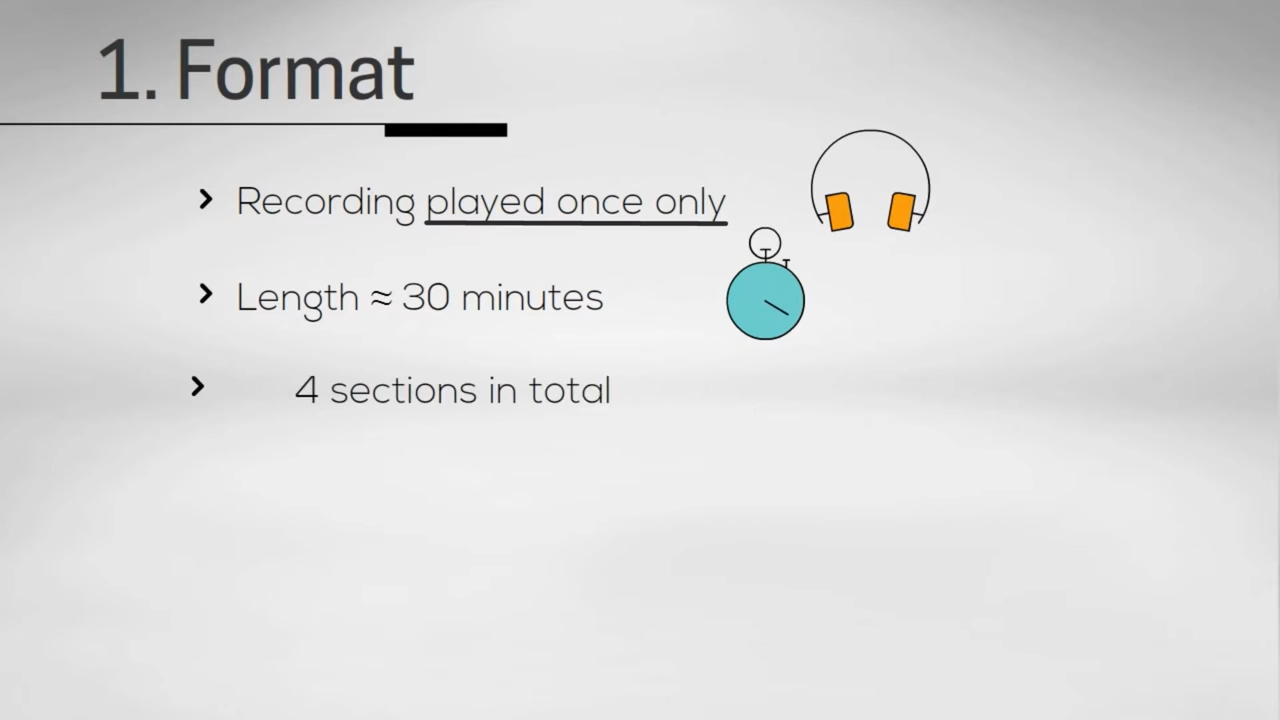 1. Format
Recording played once only
Length ≈ 30 minutes
4 sections in total